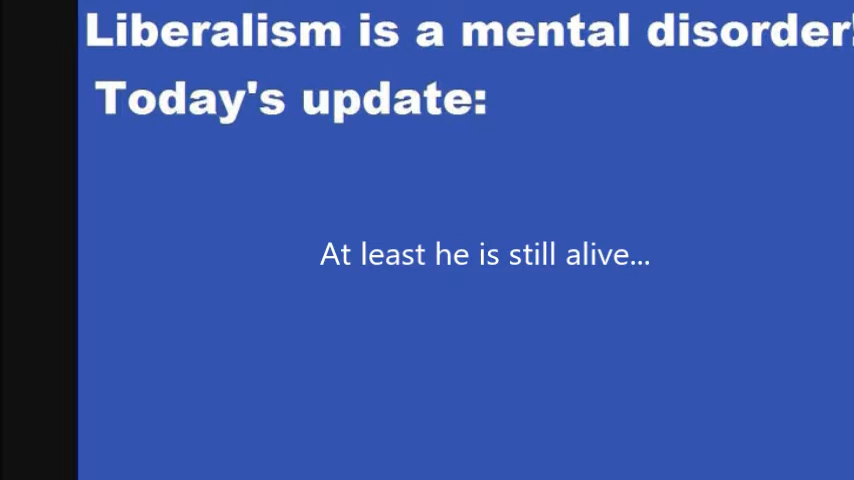 Liberalism is a mental disorder!
Today's update:
At least he is still alive...